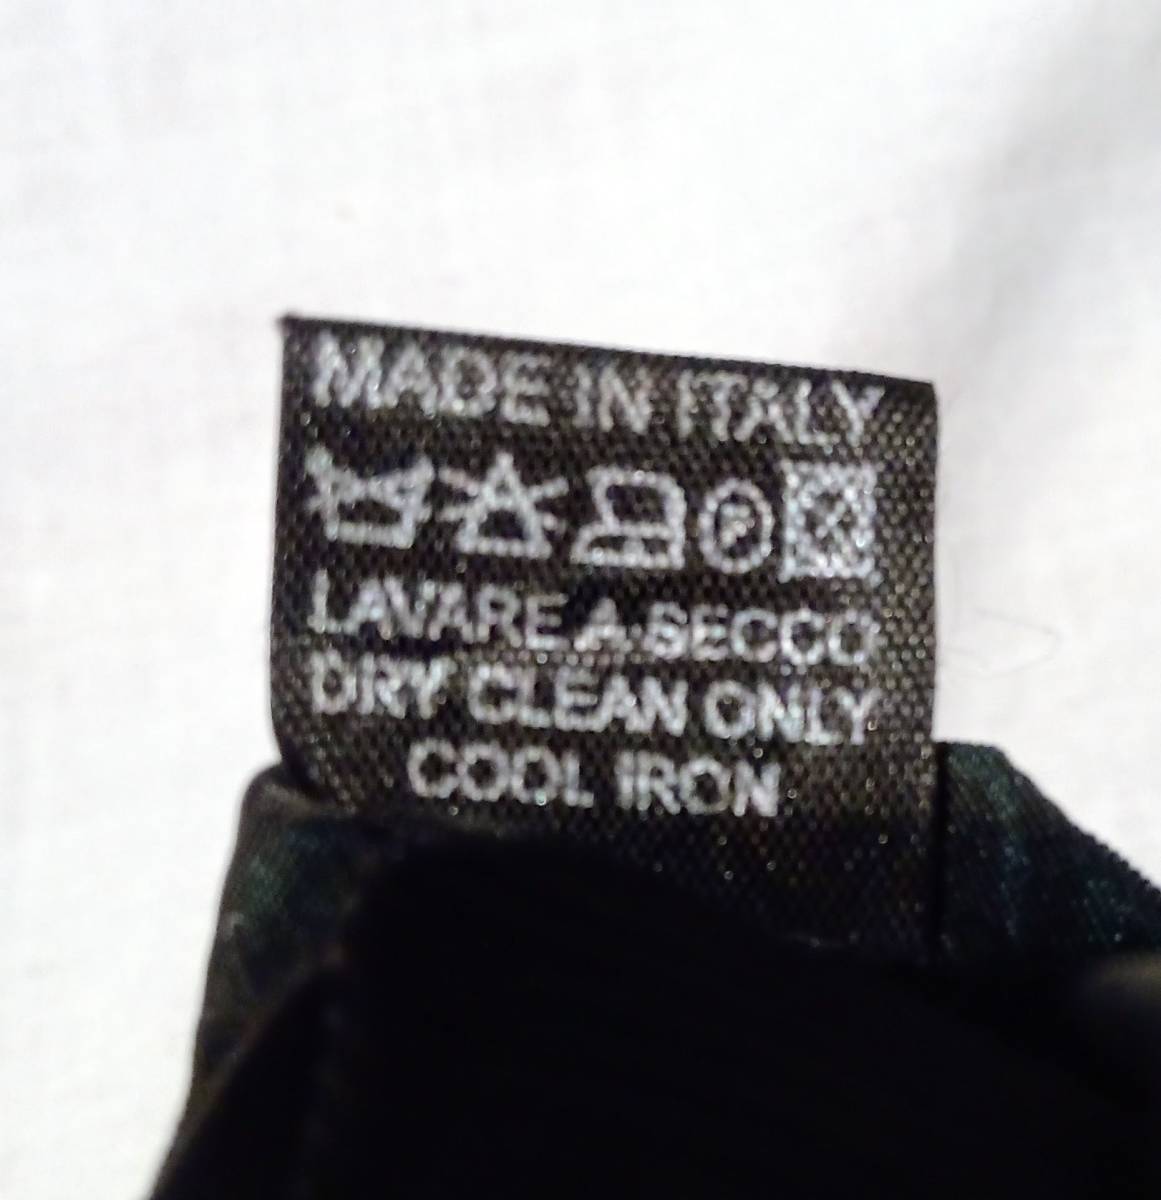 MADE IN ITALY
P
LAVARE A SECCO
DRY CLEAN ONLY
COOL IRON